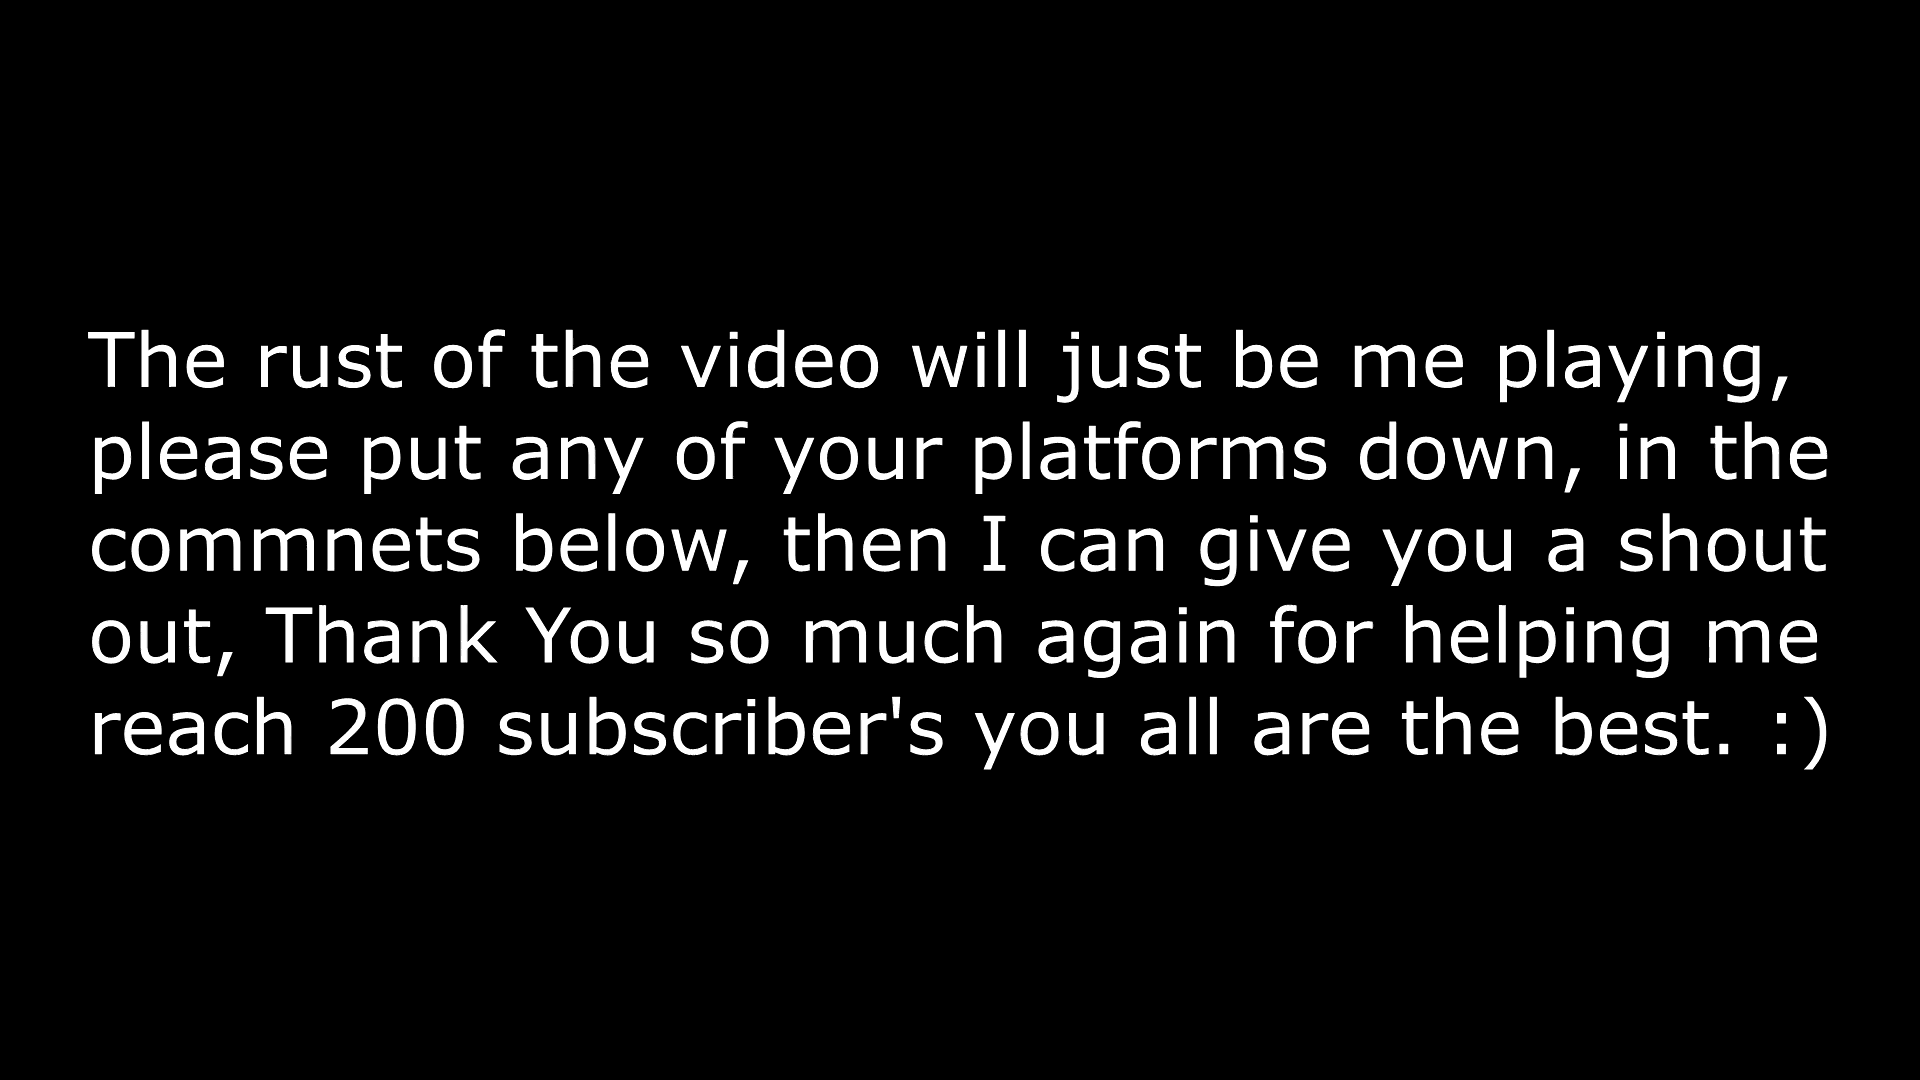 The rust of the video will just be me playing,
please put any of your platforms down, in the
commnets below, then I can give you a shout
out, Thank You so much again for helping me
reach 200 subscriber's you all are the best. :)